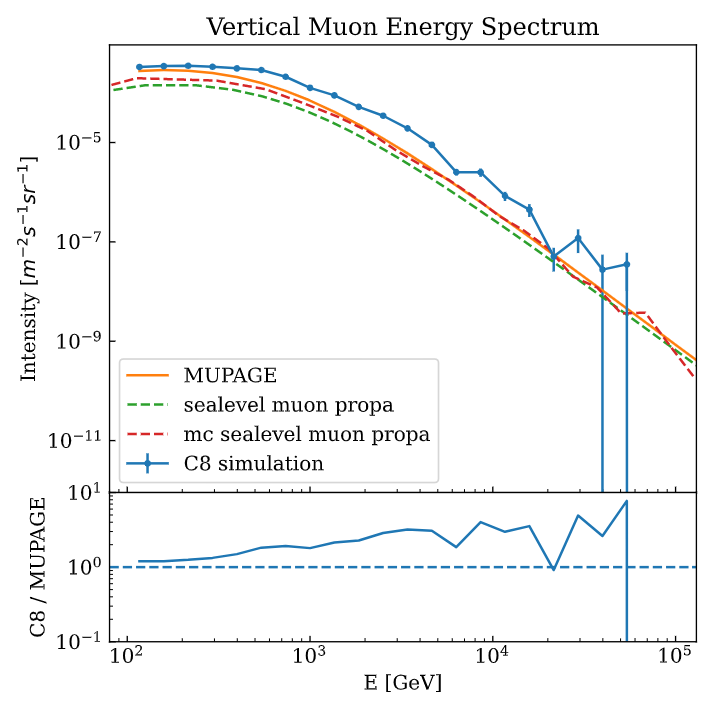 Vertical Muon Energy Spectrum
Intensity [$m^{-2}s^{-1}sr^{-1}$]
$10^{-5}$
$10^{-7}$
$10^{-9}$
$10^{-11}$
MUPAGE
sealevel muon propa
mc sealevel muon propa
C8 simulation
C8 / MUPAGE
$10^{1}$
$10^{0}$
$10^{-1}$
$10^{2}$ $10^{3}$ $10^{4}$ $10^{5}$
E [GeV]